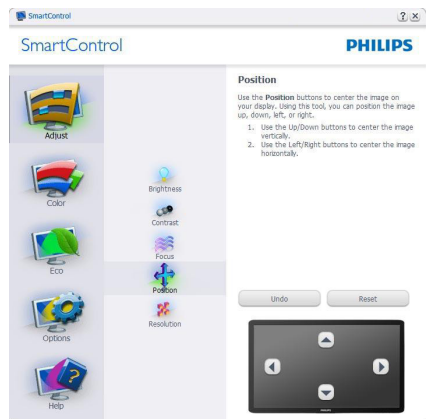 SmartControl
SmartControl
PHILIPS
Adjust
Color
Eco
Options
Help
Brightness
Contrast
Focus
Position
Resolution
Position
Use the Position buttons to center the image on
your display. Using this tool, you can position the image
up, down, left, or right.
1. Use the Up/Down buttons to center the image
vertically.
2. Use the Left/Right buttons to center the image
horizontally.
Undo
Reset
PHILIPS